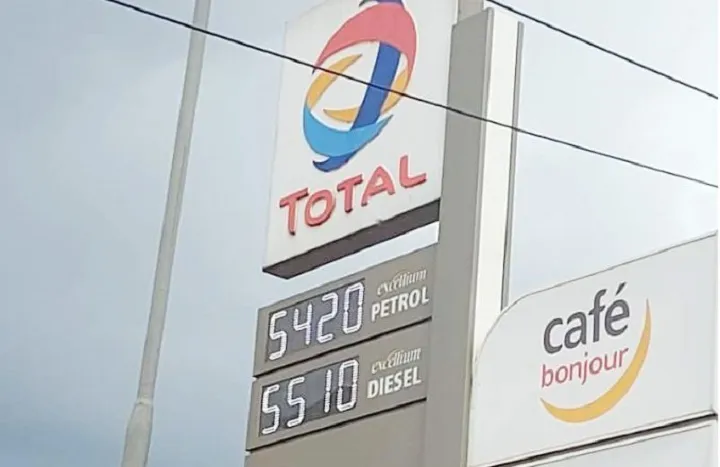 TOTAL
5420
excellium
PETROL
5510
excellium
DIESEL
café
bonjour